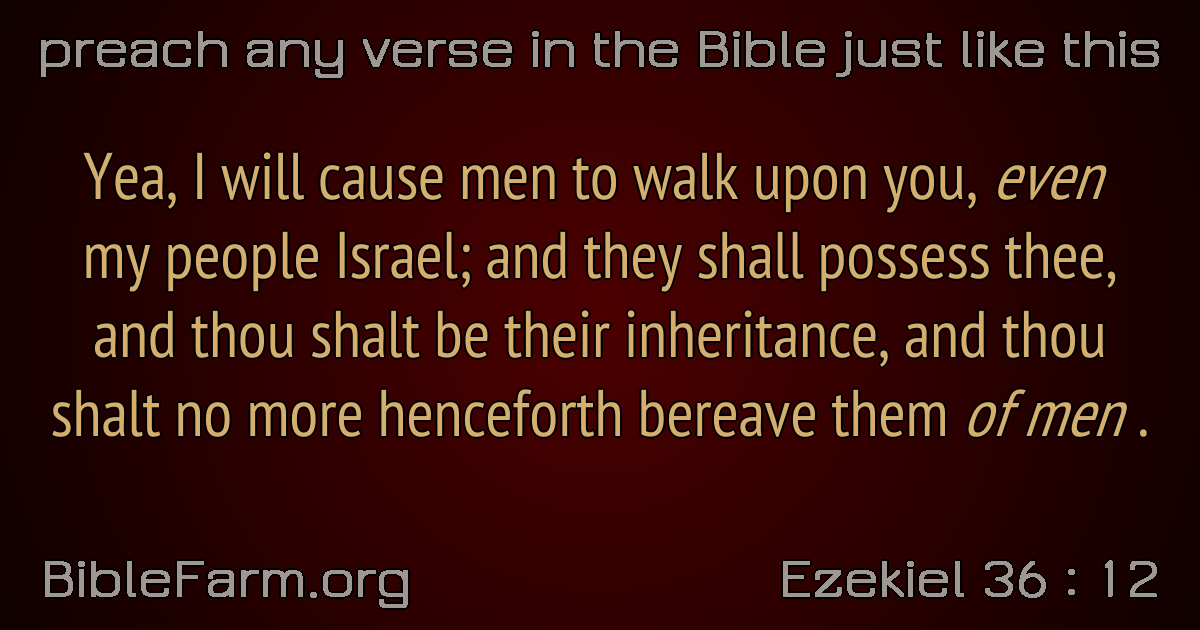 preach any verse in the Bible just like this
Yea, I will cause men to walk upon you, even
my people Israel; and they shall possess thee,
and thou shalt be their inheritance, and thou
shalt no more henceforth bereave them of men .
BibleFarm.org
Ezekiel 36 : 12